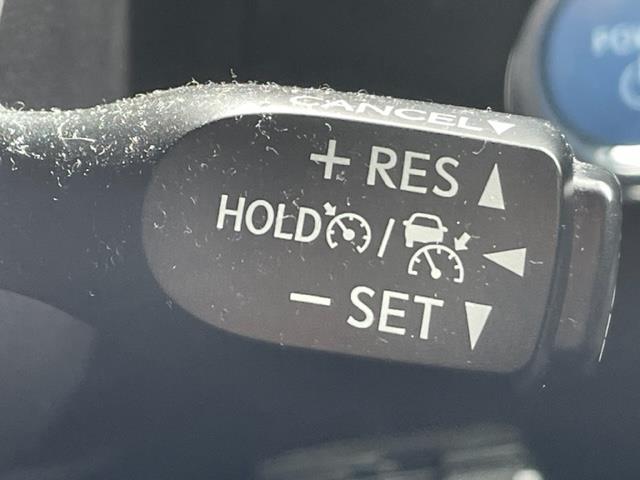 CANCEL▼
+ RES ▲
HOLD / ◀
− SET ▼